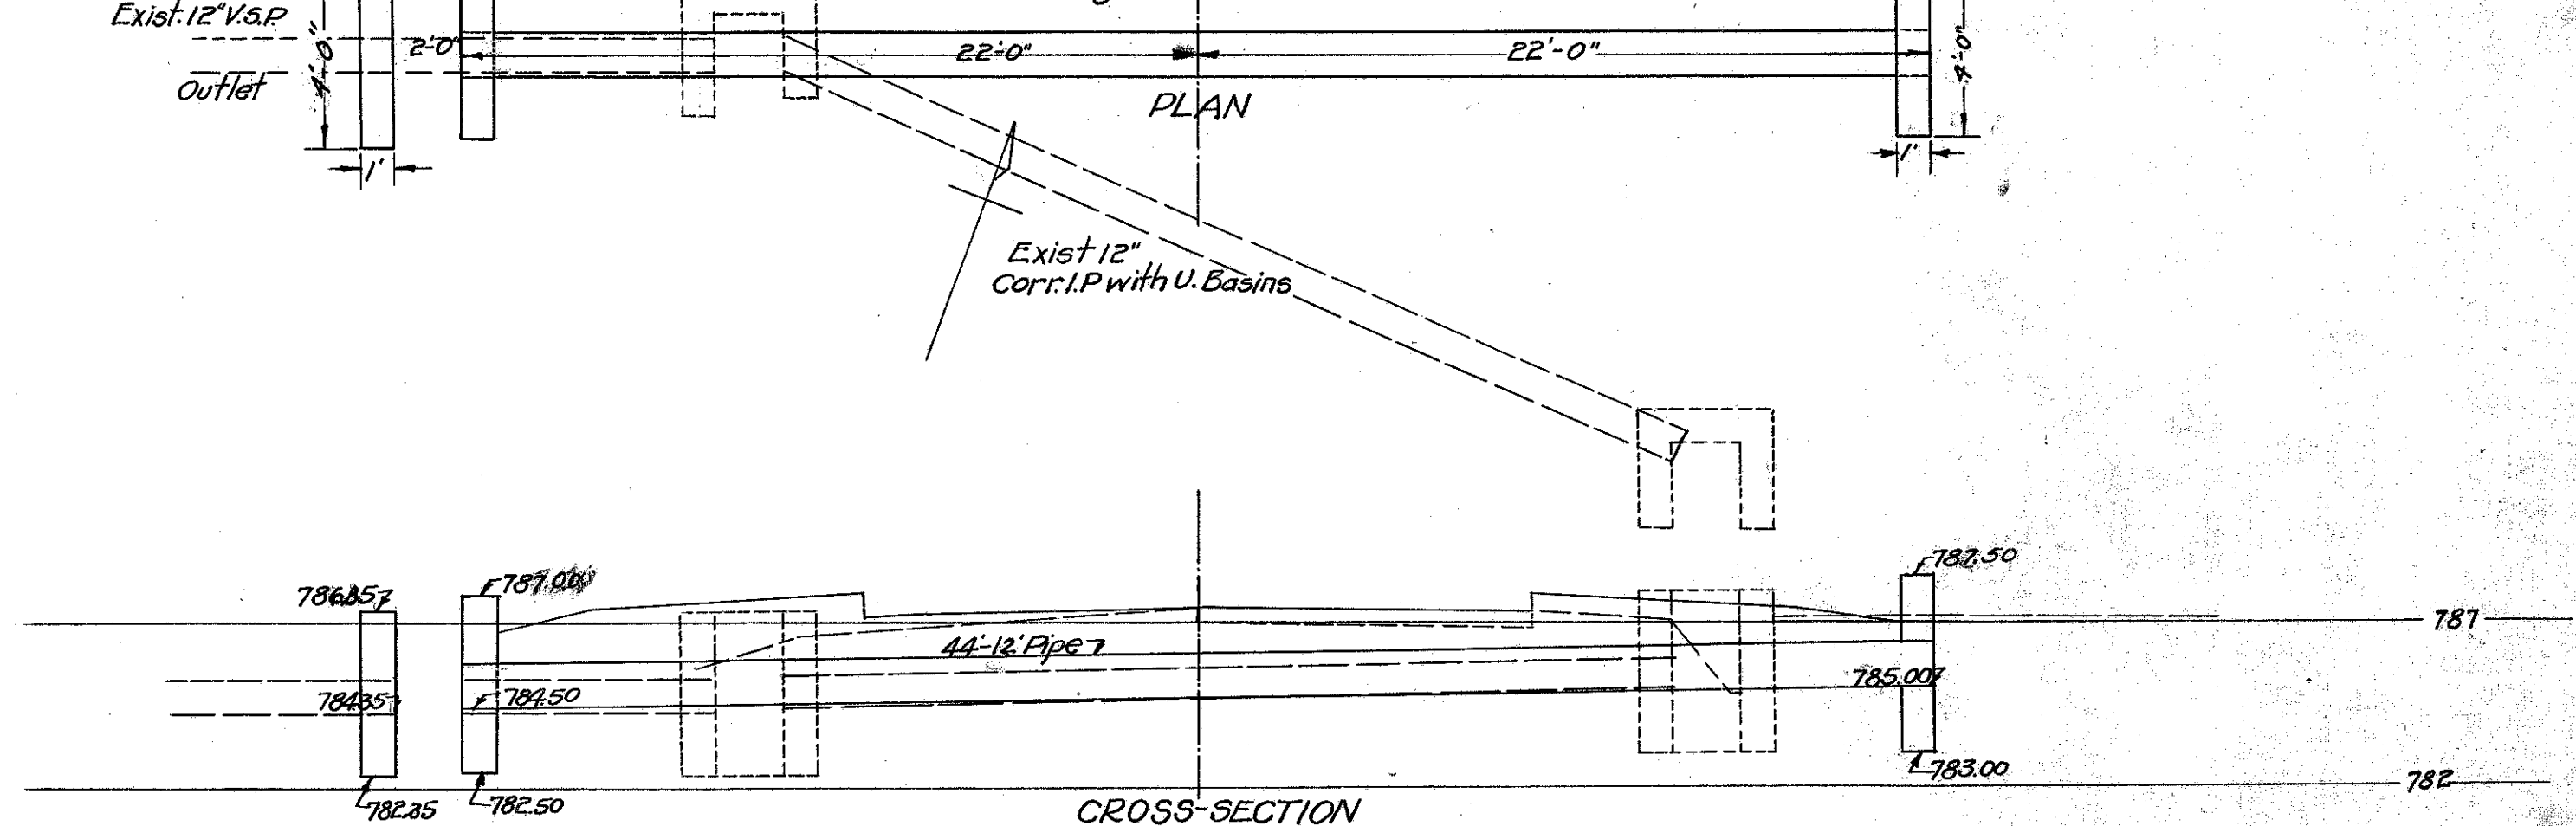 Exist. 12" V.S.P.
Outlet
4'-0"
2'-0"
22'-0"
22'-0"
4'-0"
PLAN
1'
1'
Exist 12"
Corr. I.P with U. Basins
787.00
787.50
787
44'-12' Pipe
784.35
784.50
785.00
782.35
782.50
783.00
782
CROSS-SECTION